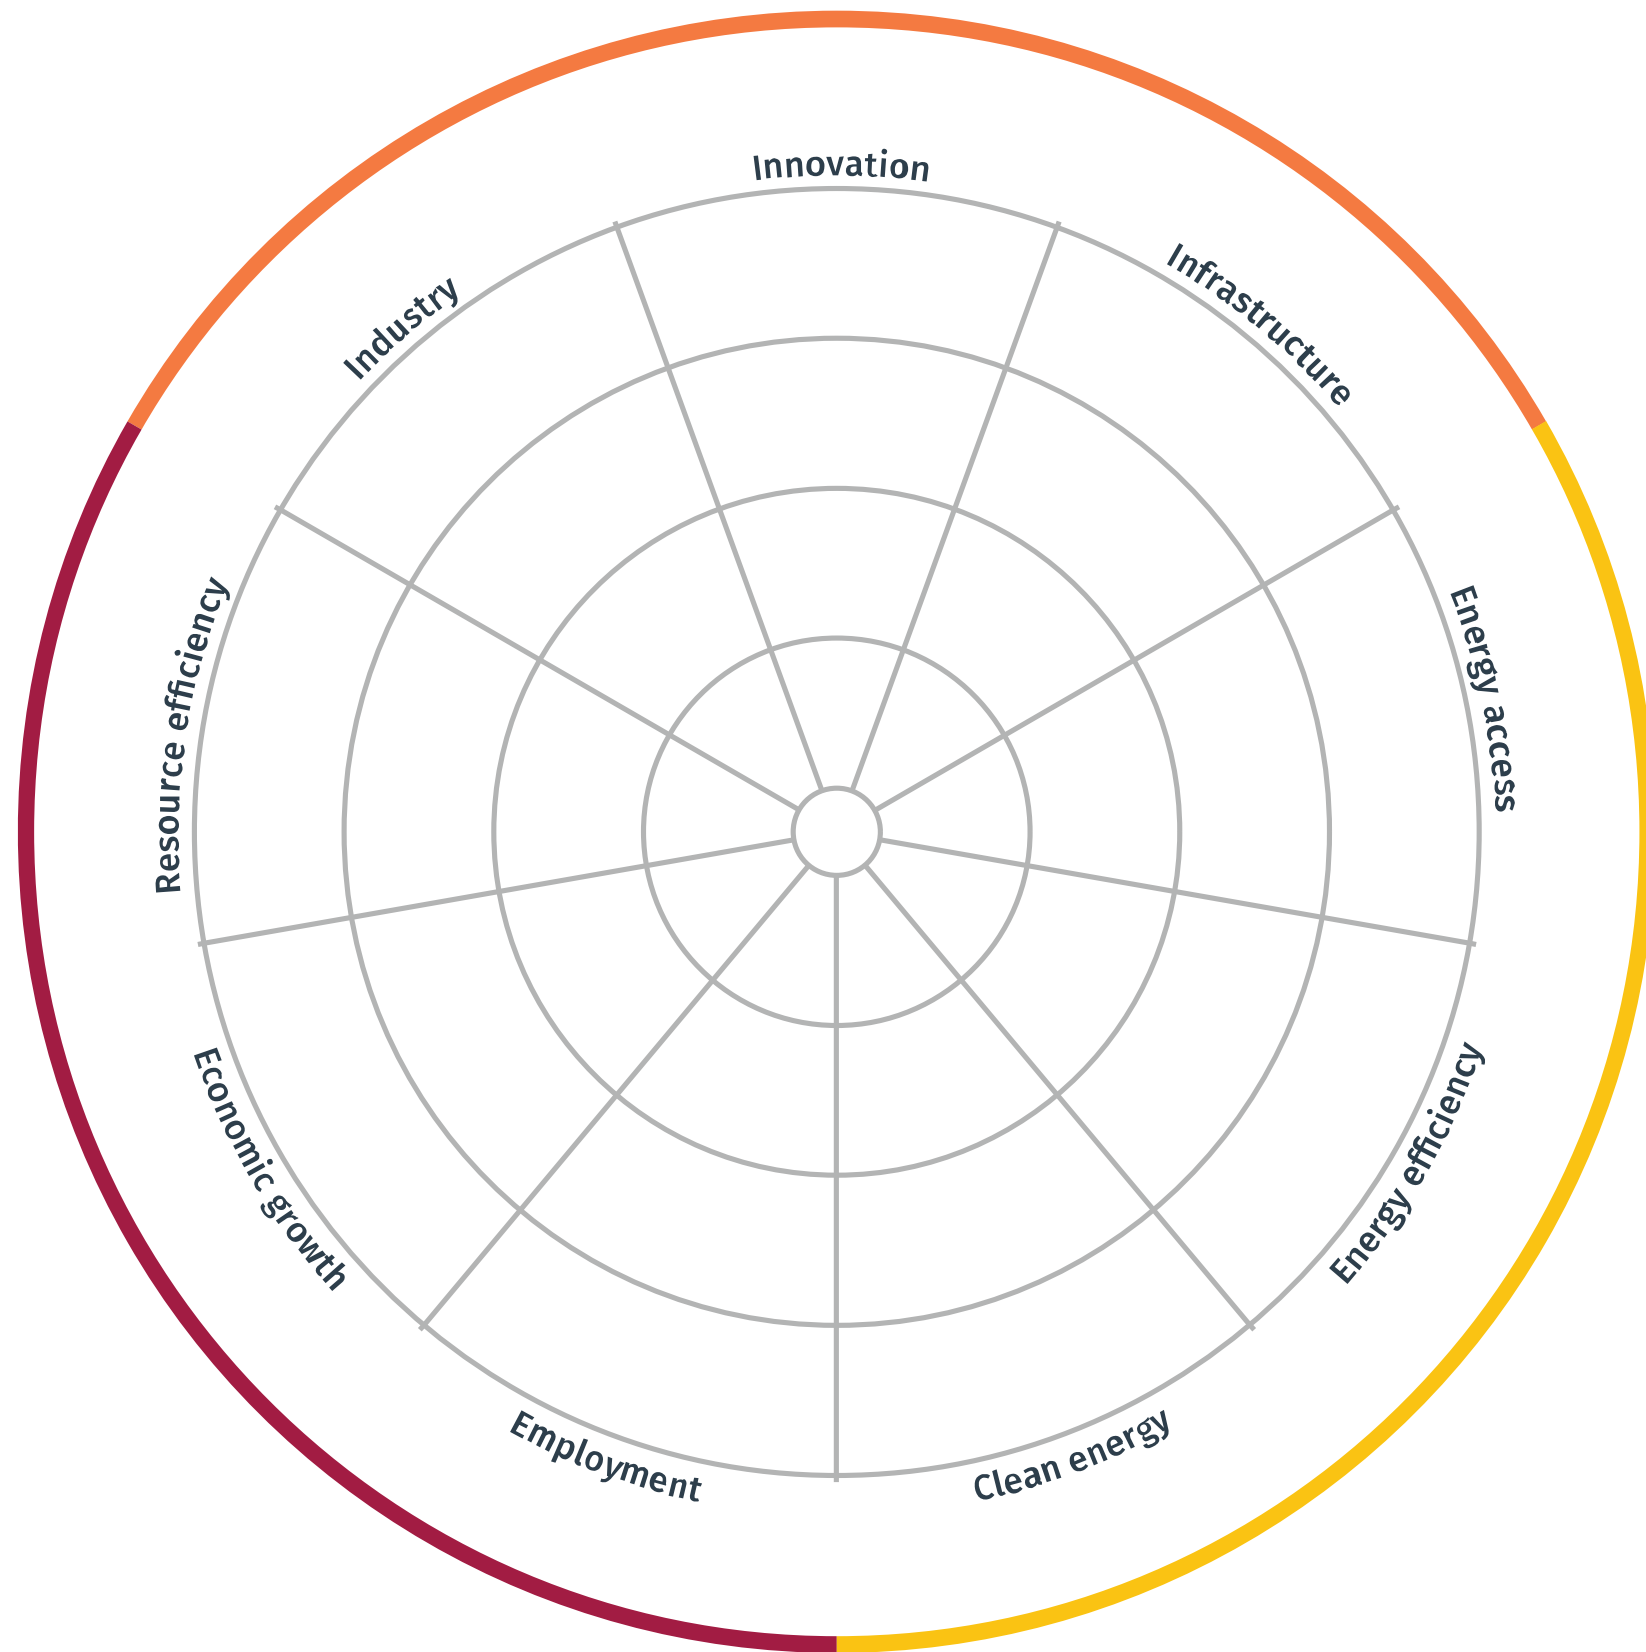 Innovation
Infrastructure
Energy access
Energy efficiency
Clean energy
Employment
Economic growth
Resource efficiency
Industry